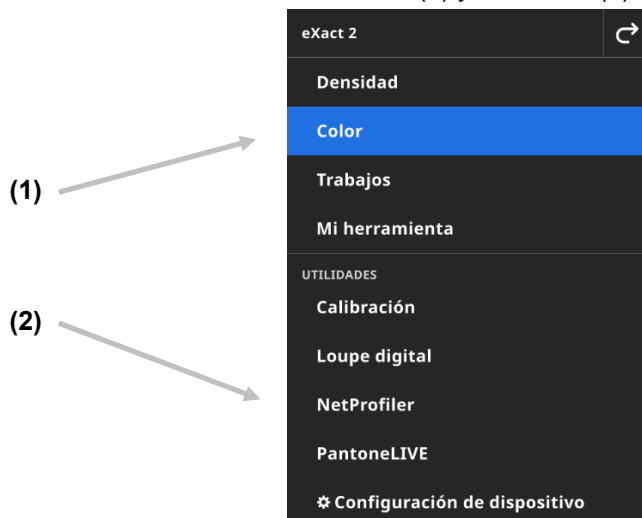 eXact 2
Densidad
Color
(1)
Trabajos
Mi herramienta
UTILIDADES
Calibración
(2)
Loupe digital
NetProfiler
PantoneLIVE
Configuración de dispositivo